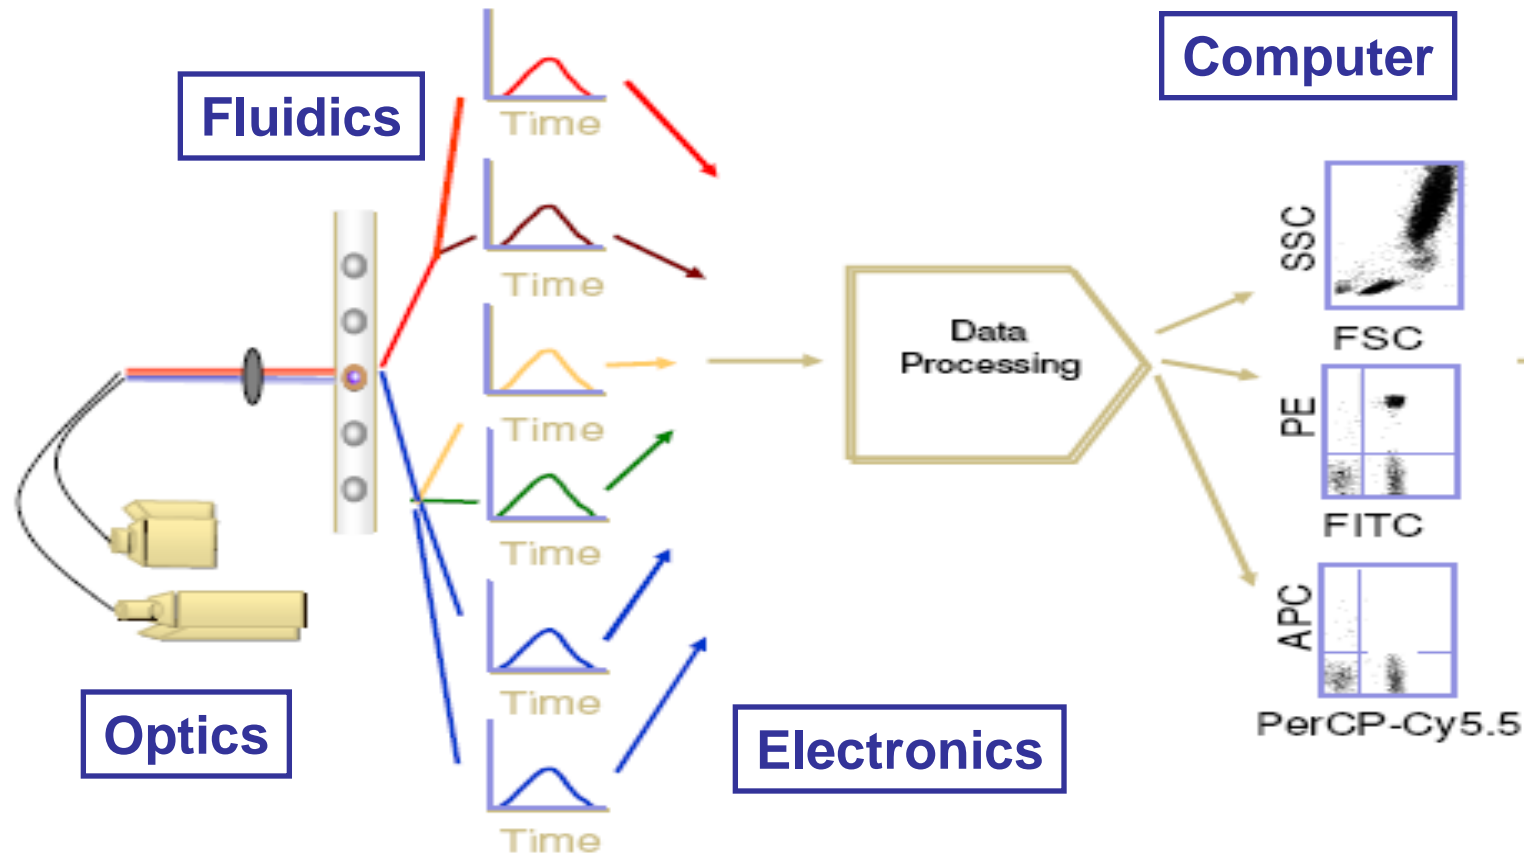 Computer
Fluidics
Time
SSC
FSC
Time
Data
Processing
Time
PE
FITC
Time
APC
PerCP-Cy5.5
Time
Optics
Electronics
Time